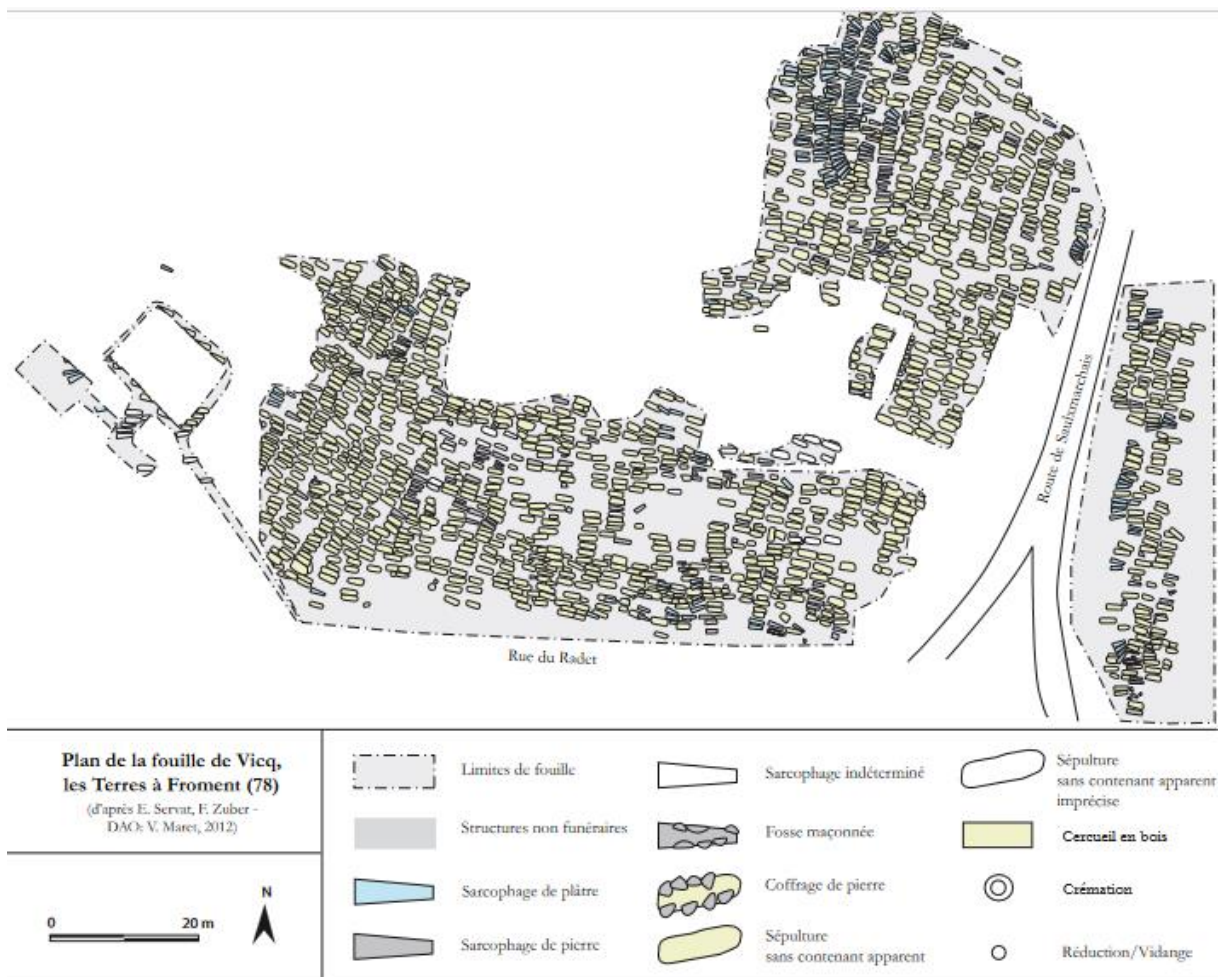 Route de Saulxmarchais
Rue du Radet
Plan de la fouille de Vicq,
les Terres à Froment (78)
(d'après E. Servat, F. Zuber -
DAO: V. Maret, 2012)
0 20 m
N
Limites de fouille
Structures non funéraires
Sarcophage de plâtre
Sarcophage de pierre
Sarcophage indéterminé
Fosse maçonnée
Coffrage de pierre
Sépulture
sans contenant apparent
Sépulture
sans contenant apparent
imprécise
Cercueil en bois
Crémation
Réduction/Vidange